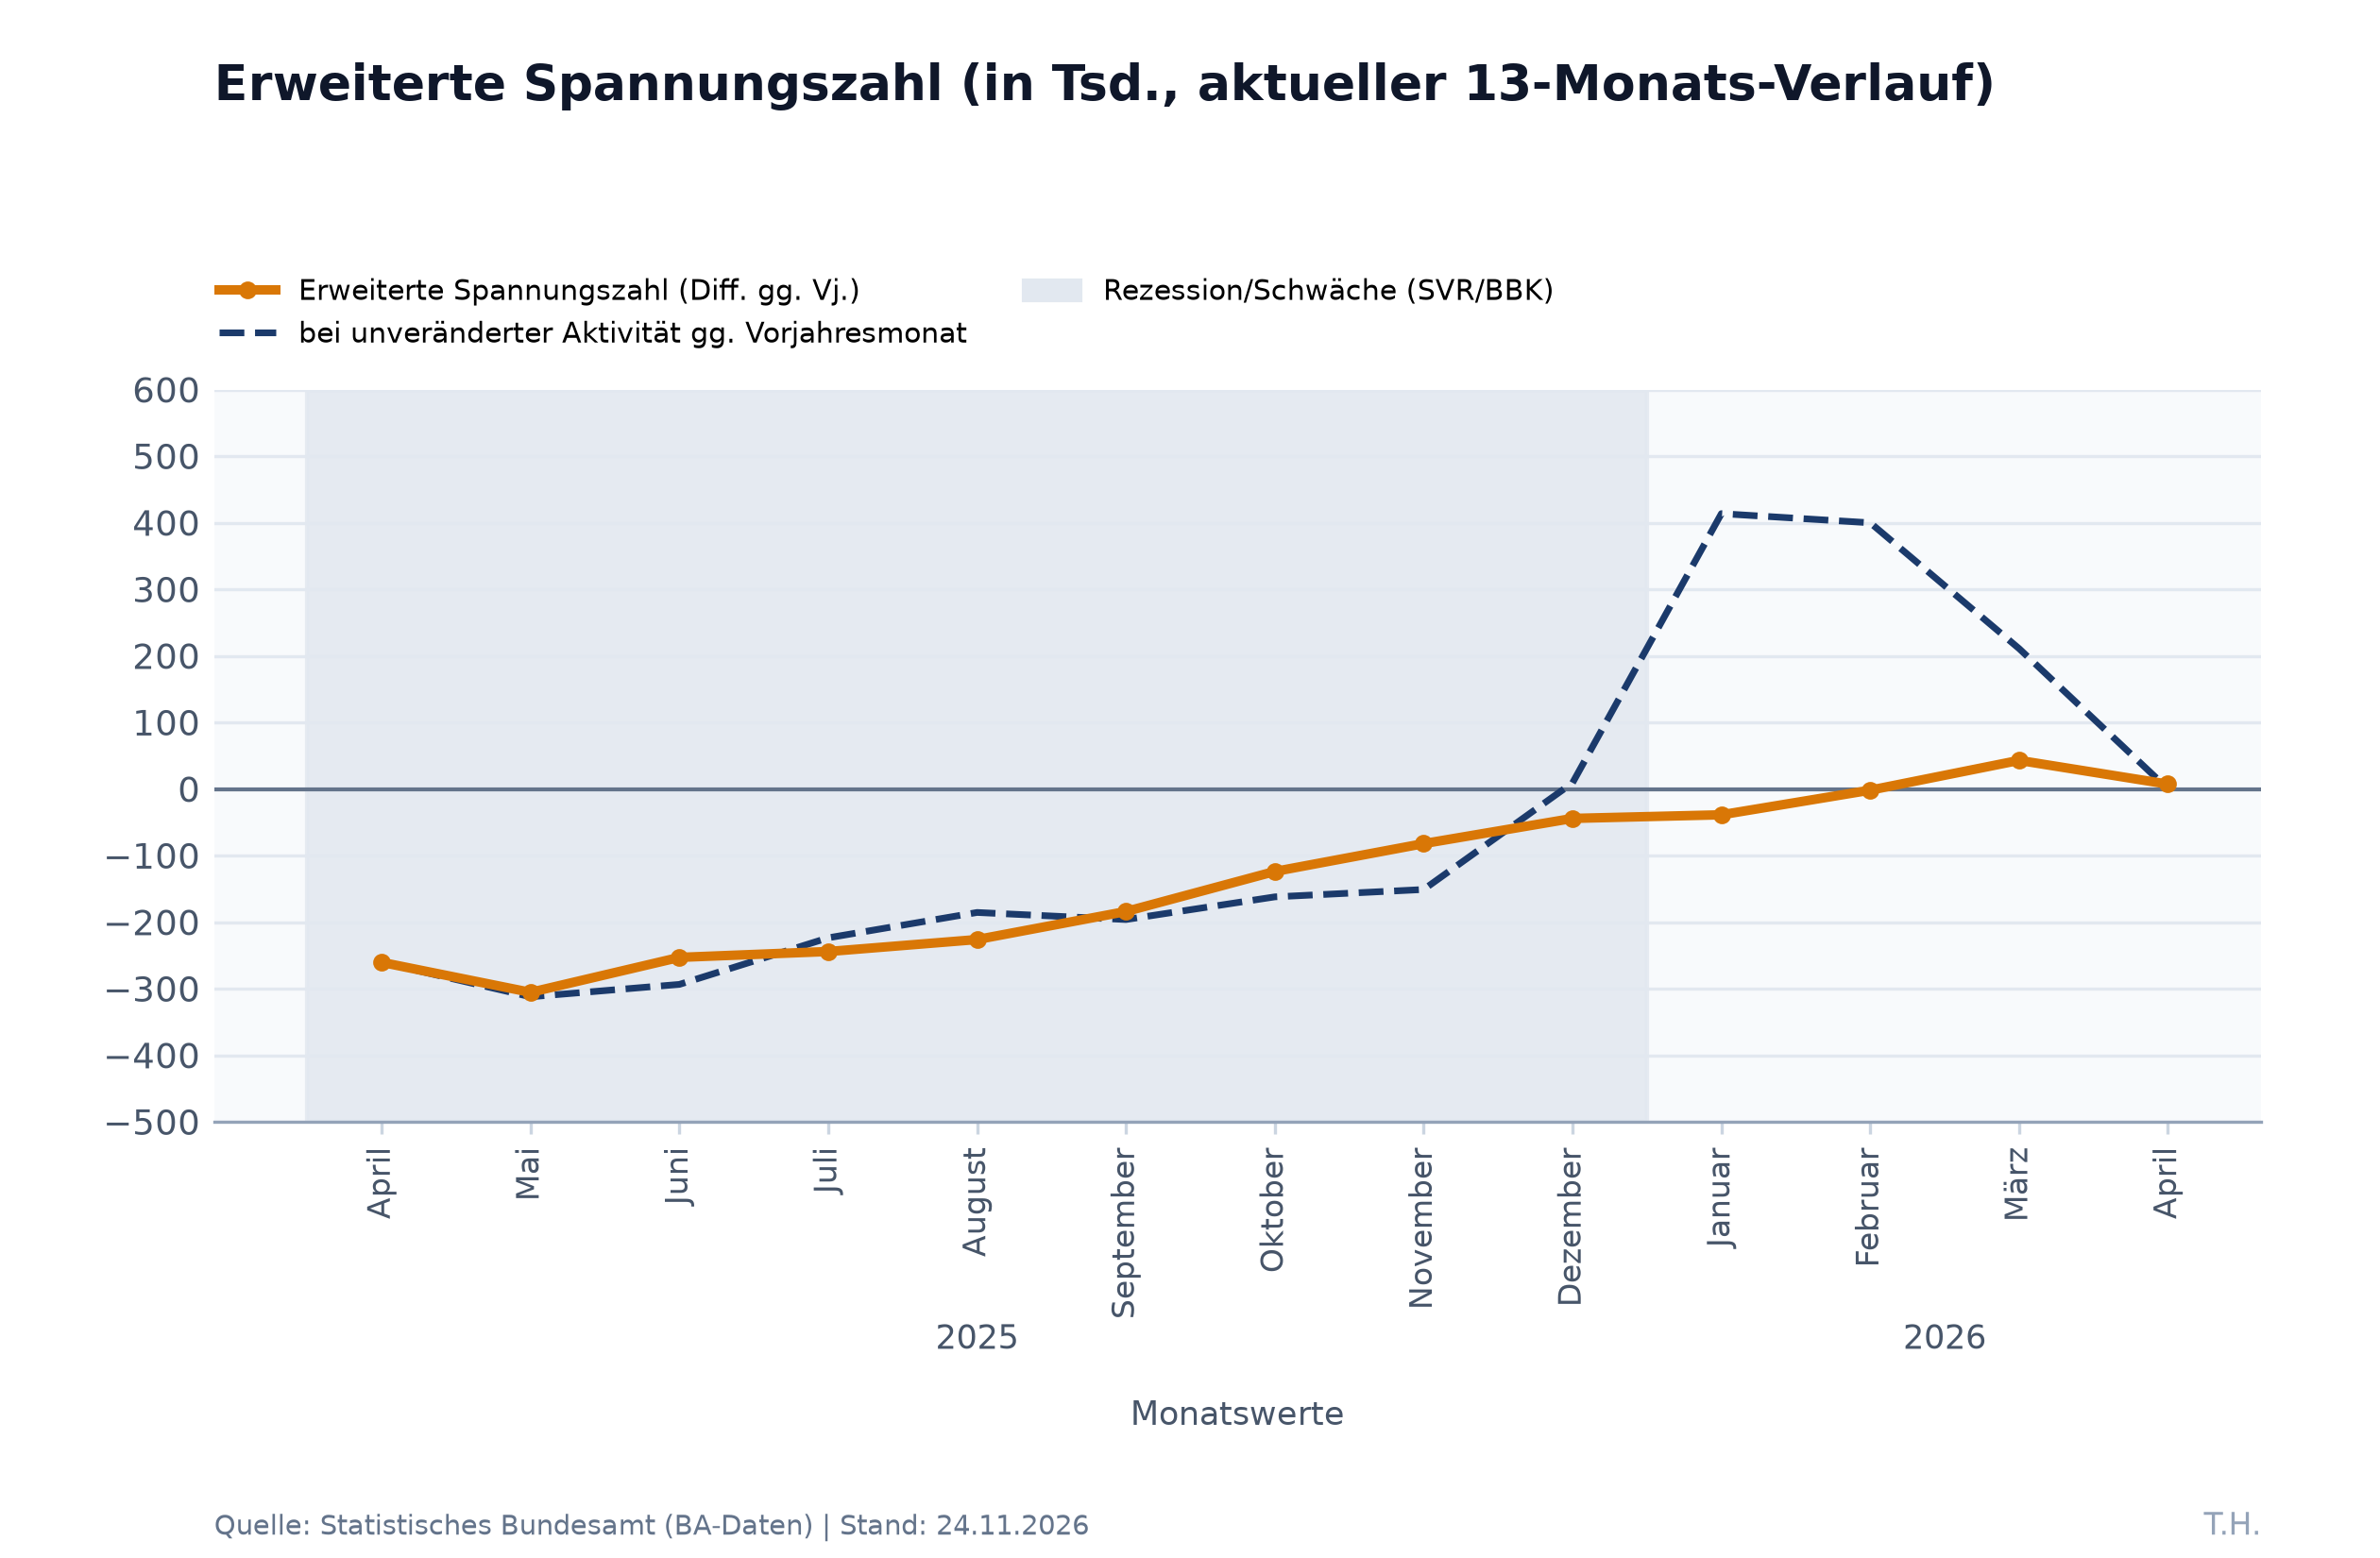 Erweiterte Spannungszahl (in Tsd., aktueller 13-Monats-Verlauf)
Erweiterte Spannungszahl (Diff. gg. Vj.)
bei unveränderter Aktivität gg. Vorjahresmonat
Rezession/Schwäche (SVR/BBK)
600
500
400
300
200
100
0
−100
−200
−300
−400
−500
April
Mai
Juni
Juli
August
September
Oktober
November
Dezember
Januar
Februar
März
April
2025
2026
Monatswerte
Quelle: Statistisches Bundesamt (BA-Daten) | Stand: 24.11.2026
T.H.